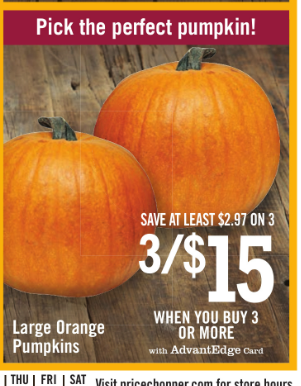 Pick the perfect pumpkin!
SAVE AT LEAST $2.97 ON 3
3/$15
WHEN YOU BUY 3
OR MORE
with AdvantEdge Card
Large Orange
Pumpkins
THU | FRI | SAT Visit pricechopper.com for store hours